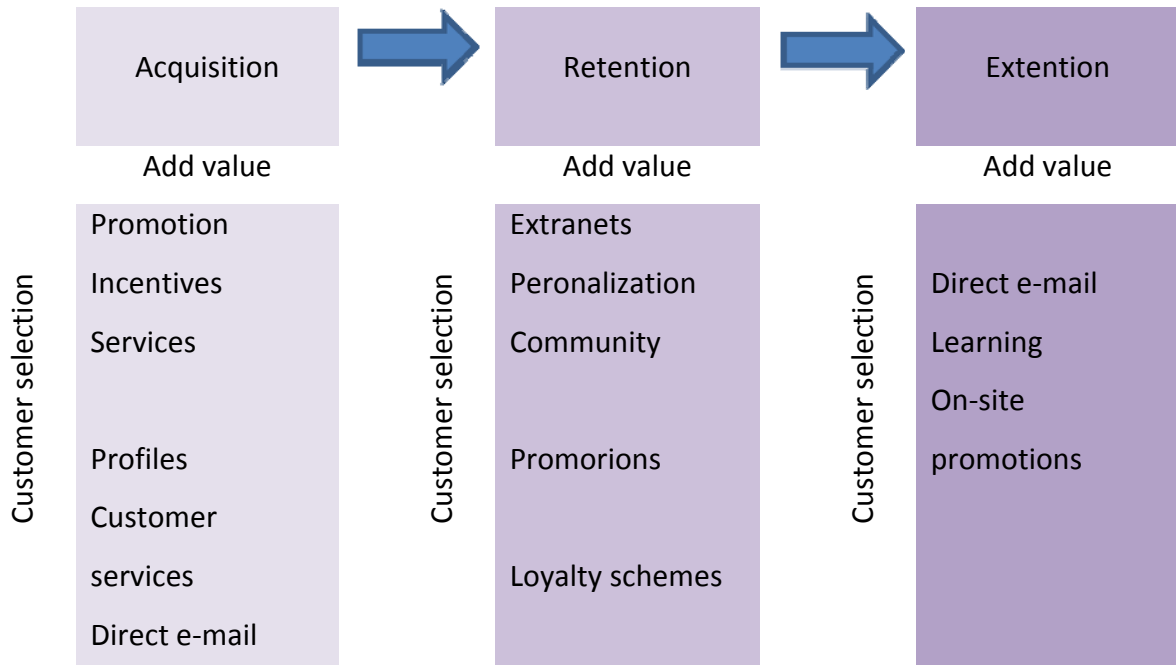 Acquisition
Retention
Extention
Add value
Add value
Add value
Customer selection
Promotion
Incentives
Services
Profiles
Customer
services
Direct e-mail
Customer selection
Extranets
Peronalization
Community
Promorions
Loyalty schemes
Customer selection
Direct e-mail
Learning
On-site
promotions